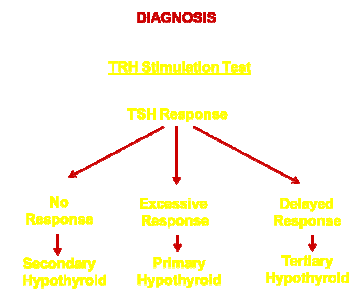 DIAGNOSIS
TRH Stimulation Test
TSH Response
No Response
Excessive Response
Delayed Response
Secondary Hypothyroid
Primary Hypothyroid
Tertiary Hypothyroid